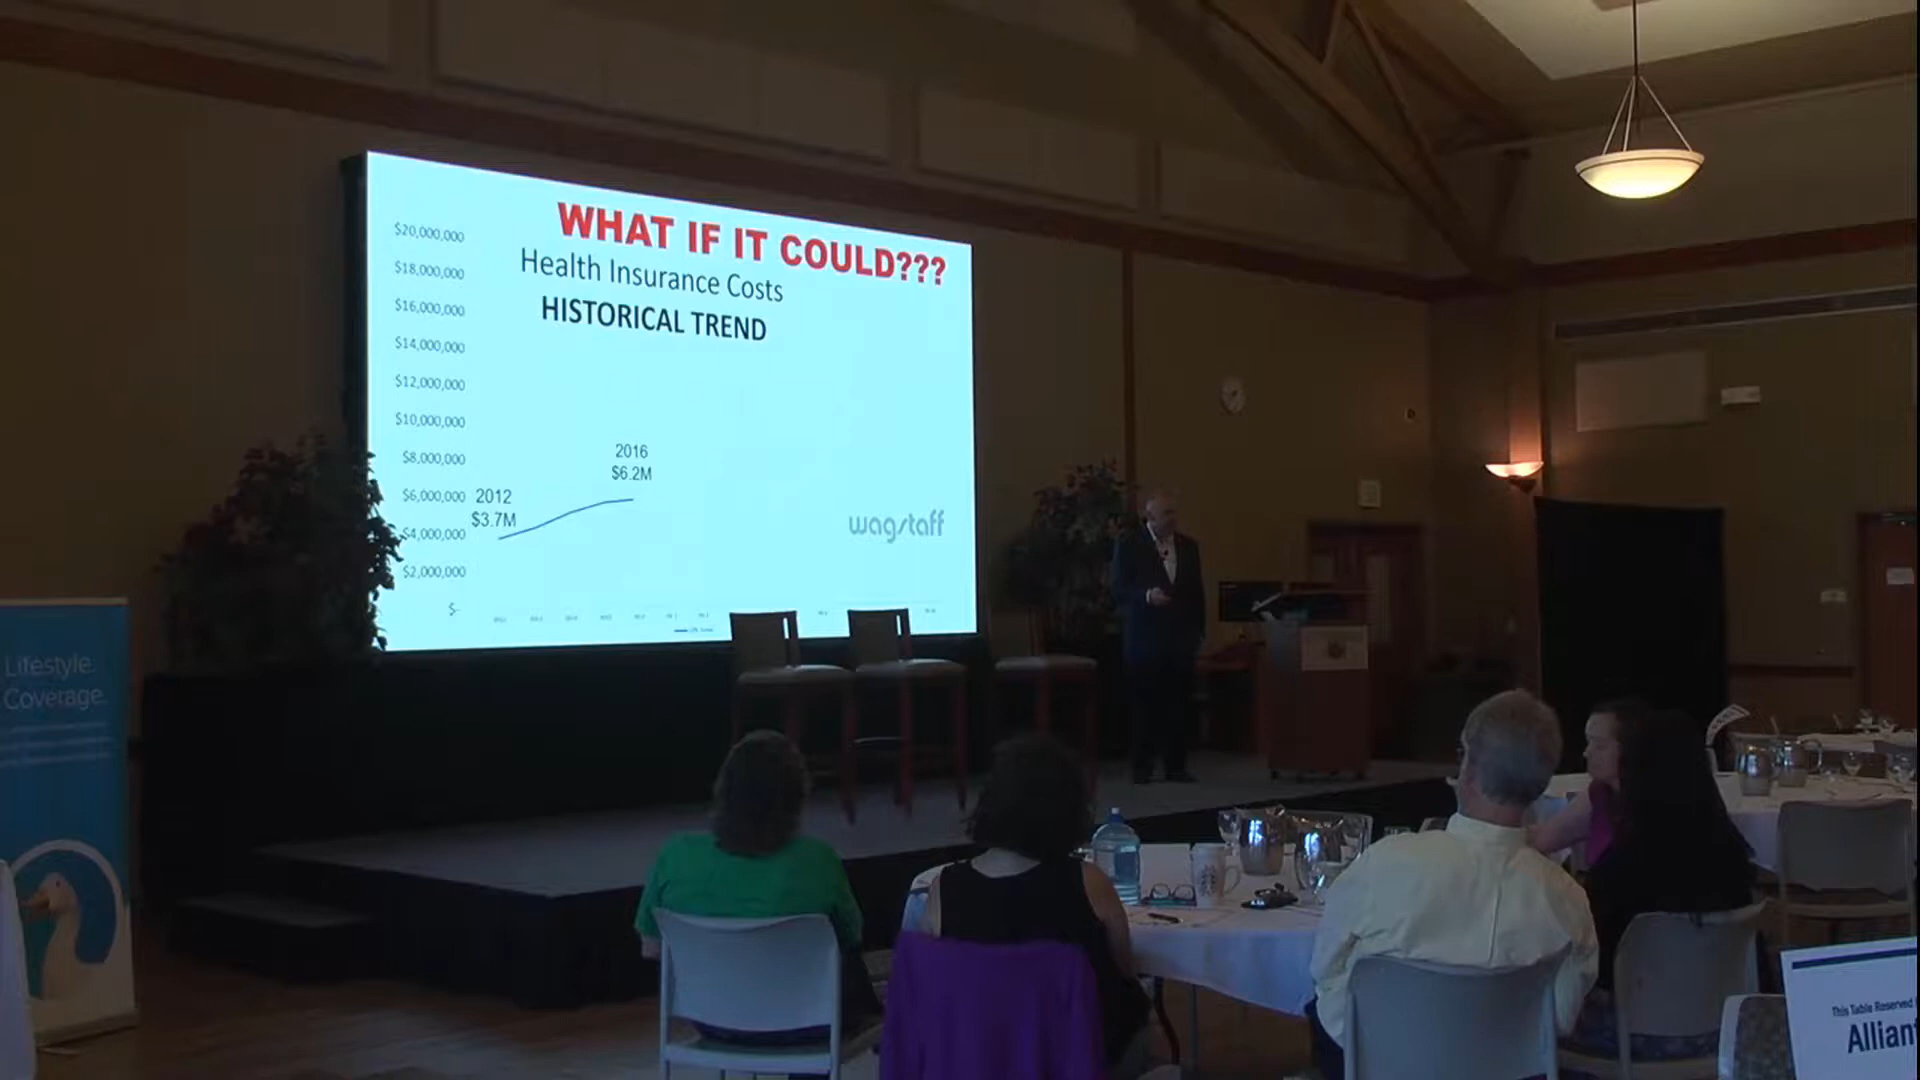 WHAT IF IT COULD???
Health Insurance Costs
HISTORICAL TREND
$20,000,000
$18,000,000
$16,000,000
$14,000,000
$12,000,000
$10,000,000
$8,000,000
$6,000,000
$4,000,000
$2,000,000
$-
2012
$3.7M
2016
$6.2M
wagstaff
Lifestyle.
Coverage.
This Table Reserved
Allian